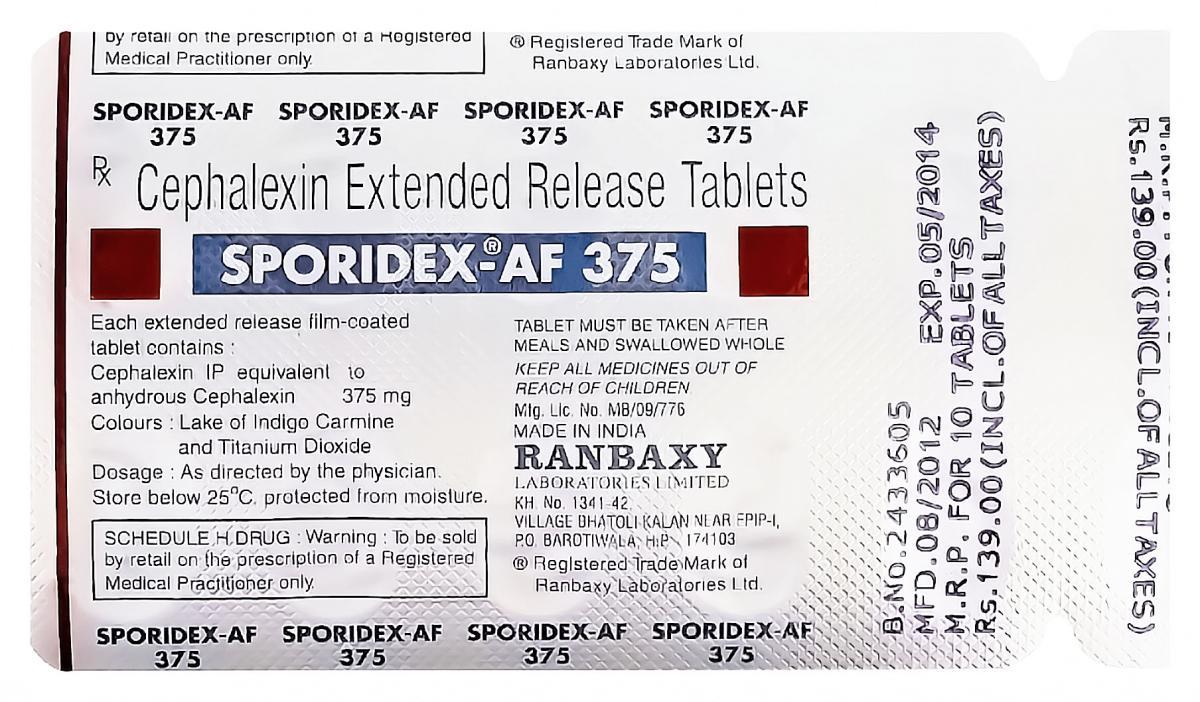 by retail on the prescription of a Registered
Medical Practitioner only.
® Registered Trade Mark of
Ranbaxy Laboratories Ltd.
SPORIDEX-AF SPORIDEX-AF SPORIDEX-AF SPORIDEX-AF
375 375 375 375
Rx Cephalexin Extended Release Tablets
SPORIDEX®-AF 375
Each extended release film-coated
tablet contains :
Cephalexin IP equivalent to
anhydrous Cephalexin 375 mg
Colours : Lake of Indigo Carmine
and Titanium Dioxide
Dosage : As directed by the physician.
Store below 25°C, protected from moisture.
SCHEDULE H DRUG : Warning : To be sold
by retail on the prescription of a Registered
Medical Practitioner only.
TABLET MUST BE TAKEN AFTER
MEALS AND SWALLOWED WHOLE
KEEP ALL MEDICINES OUT OF
REACH OF CHILDREN
Mfg. Lic. No. MB/09/776
MADE IN INDIA
RANBAXY
LABORATORIES LIMITED
KH. No. 1341-42,
VILLAGE BHATOLI KALAN NEAR EPIP-I,
P.O. BAROTIWALA, H.P. - 174103
® Registered Trade Mark of
Ranbaxy Laboratories Ltd.
SPORIDEX-AF SPORIDEX-AF SPORIDEX-AF SPORIDEX-AF
375 375 375 375
B.No.2433605
MFD.08/2012 EXP.05/2014
M.R.P. FOR 10 TABLETS
Rs.139.00(INCL.OF ALL TAXES)
Rs.139.00(INCL.OF ALL TAXES)